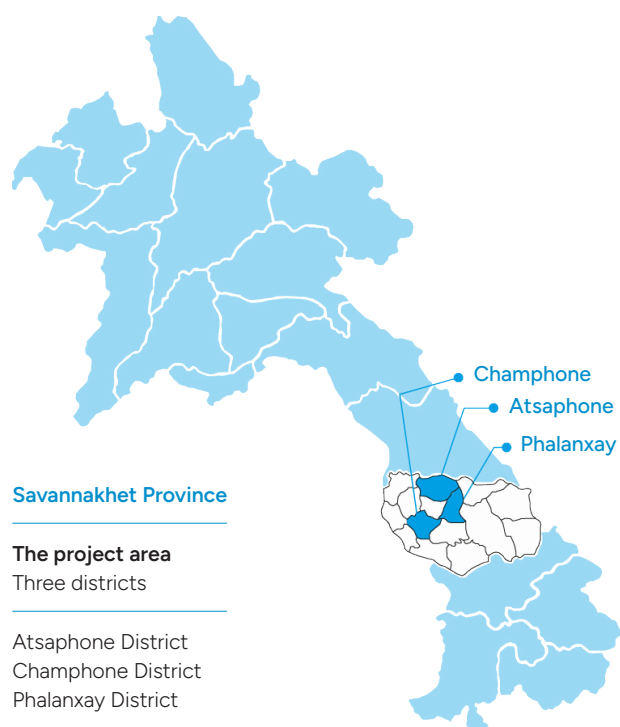 Champhone
Atsaphone
Phalanxay
Savannakhet Province
The project area
Three districts
Atsaphone District
Champhone District
Phalanxay District